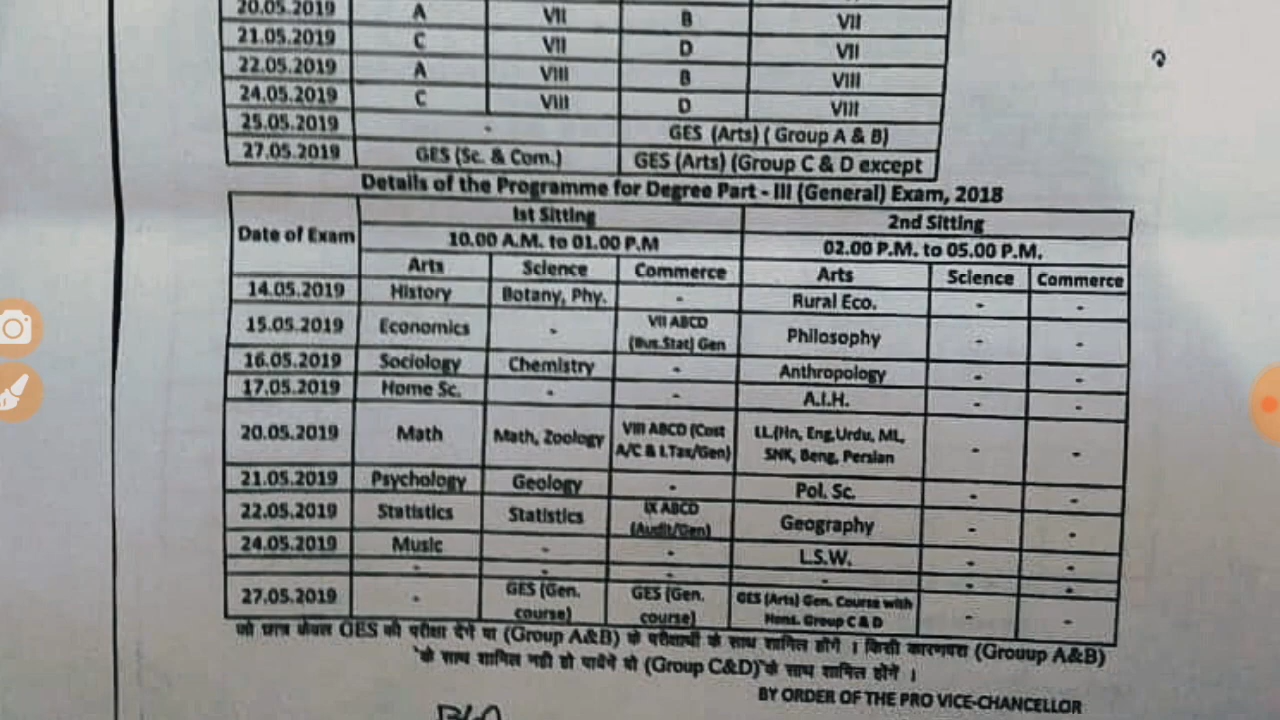 20.05.2019 A VII B VII
21.05.2019 C VII D VII
22.05.2019 A VIII B VIII
24.05.2019 C VIII D VIII
25.05.2019 - GES (Arts) ( Group A & B)
27.05.2019 GES (Sc. & Com.) GES (Arts) (Group C & D except
Details of the Programme for Degree Part - III (General) Exam, 2018
Date of Exam 1st Sitting 2nd Sitting
10.00 A.M. to 01.00 P.M 02.00 P.M. to 05.00 P.M.
Arts Science Commerce Arts Science Commerce
14.05.2019 History Botany, Phy. - Rural Eco. - -
15.05.2019 Economics - VII ABCD (Bus.Stat) Gen Philosophy - -
16.05.2019 Sociology Chemistry - Anthropology - -
17.05.2019 Home Sc. - - A.I.H. - -
20.05.2019 Math Math, Zoology VIII ABCD (Cost A/C & I.Tax/Gen) LL.(Hn, Eng,Urdu, ML, SNK, Beng, Persian - -
21.05.2019 Psychology Geology - Pol. Sc. - -
22.05.2019 Statistics Statistics IX ABCD (Audit/Gen) Geography - -
24.05.2019 Music - - L.S.W. - -
- - - - - -
27.05.2019 - GES (Gen. course) GES (Gen. course) GES (Arts) Gen. Course with Hons. Group C & D - -
जो छात्र केवल GES की परीक्षा देंगे वा (Group A&B) के परीक्षार्थी के साथ शामिल होंगें । किसी कारणवश (Grouup A&B)
के साथ शामिल नही हो पायेंगे वो (Group C&D) के साथ शामिल होगें ।
BY ORDER OF THE PRO VICE-CHANCELLOR